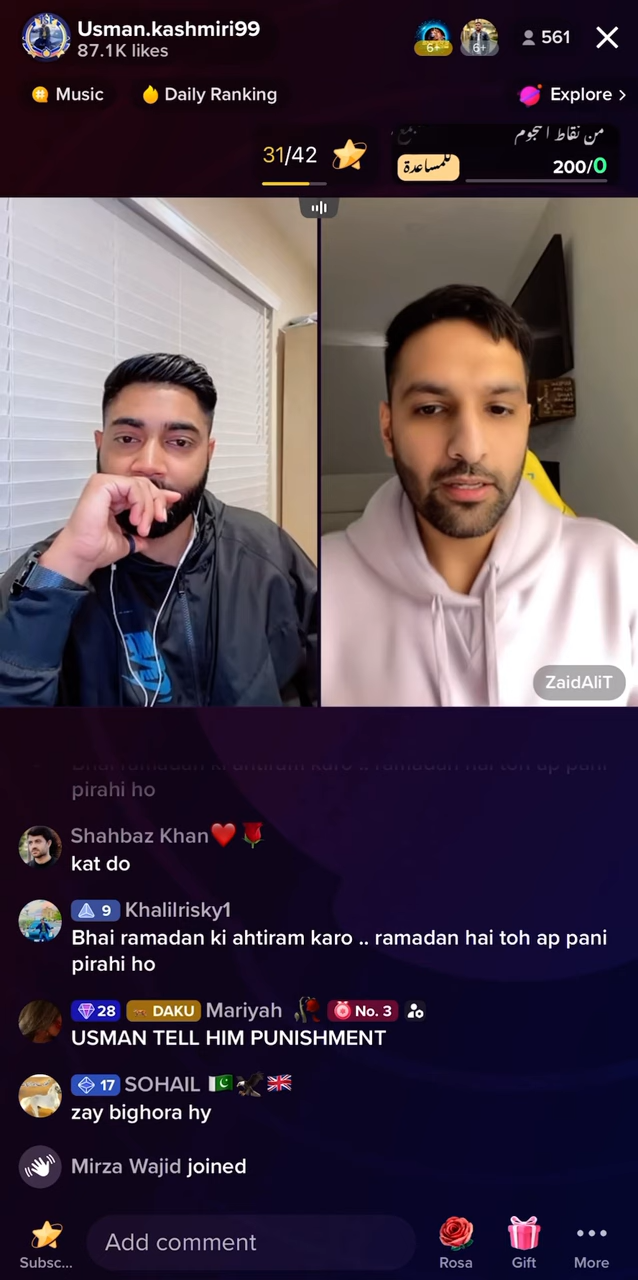 Usman.kashmiri99
87.1K likes
6+
6+
561
Music
Daily Ranking
Explore >
31/42
للمساعدة
200/0
ZaidAliT
Bhai ramadan ki ahtiram karo .. ramadan hai toh ap pani
pirahi ho
Shahbaz Khan❤️🌹
kat do
9 Khalilrisky1
Bhai ramadan ki ahtiram karo .. ramadan hai toh ap pani
pirahi ho
28 DAKU Mariyah 🥀 No. 3
USMAN TELL HIM PUNISHMENT
17 SOHAIL 🇵🇰🦅🇬🇧
zay bighora hy
Mirza Wajid joined
Add comment
Subsc...
Rosa
Gift
More